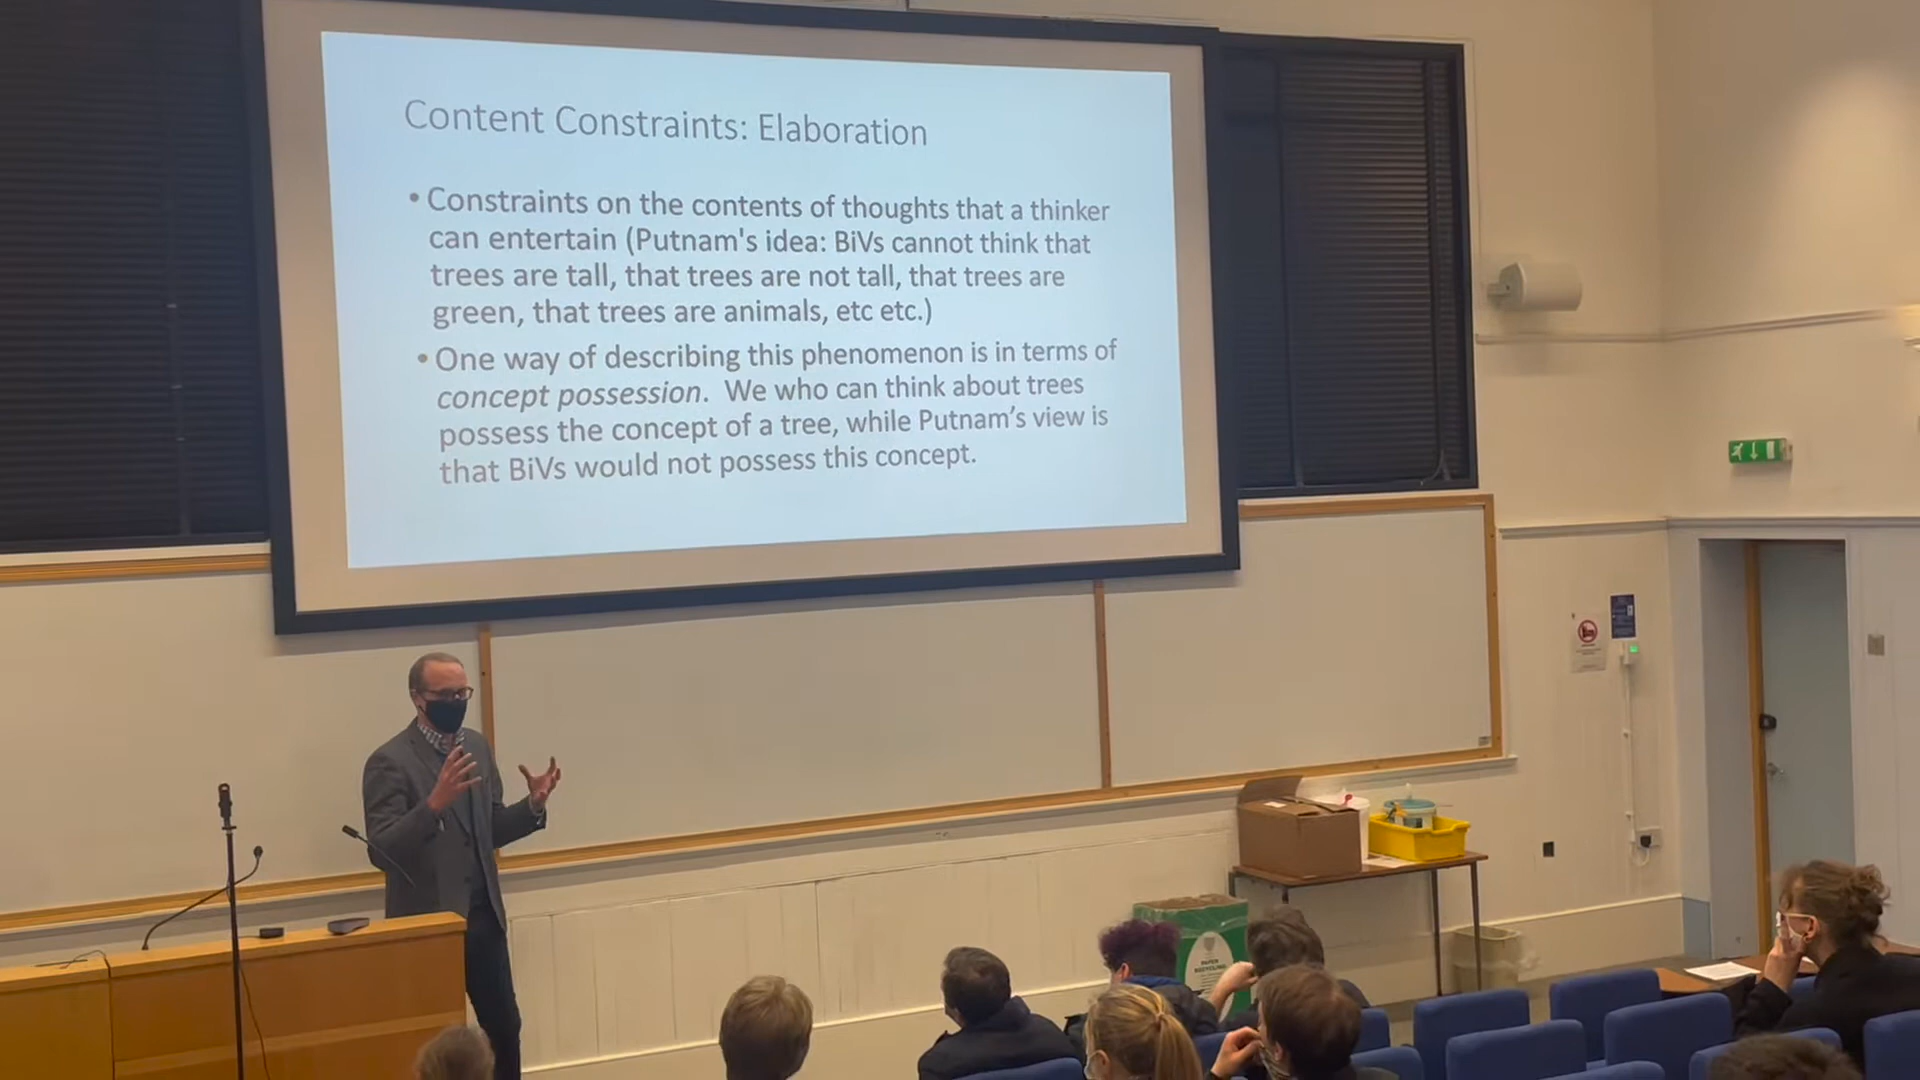 Content Constraints: Elaboration
• Constraints on the contents of thoughts that a thinker
can entertain (Putnam's idea: BiVs cannot think that
trees are tall, that trees are not tall, that trees are
green, that trees are animals, etc etc.)
• One way of describing this phenomenon is in terms of
concept possession. We who can think about trees
possess the concept of a tree, while Putnam’s view is
that BiVs would not possess this concept.
RECYCLING